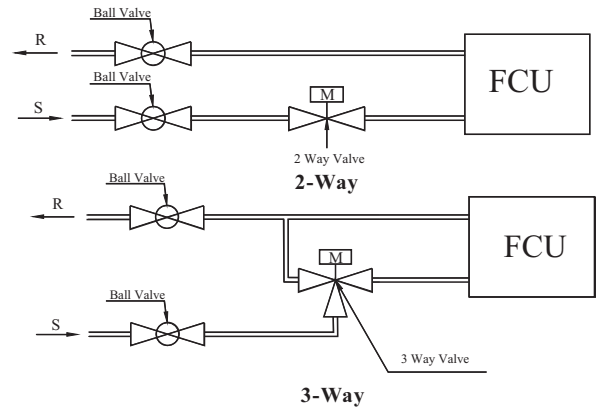 Ball Valve
R
Ball Valve
S
M
FCU
2 Way Valve
2-Way
Ball Valve
R
M
FCU
Ball Valve
S
3 Way Valve
3-Way